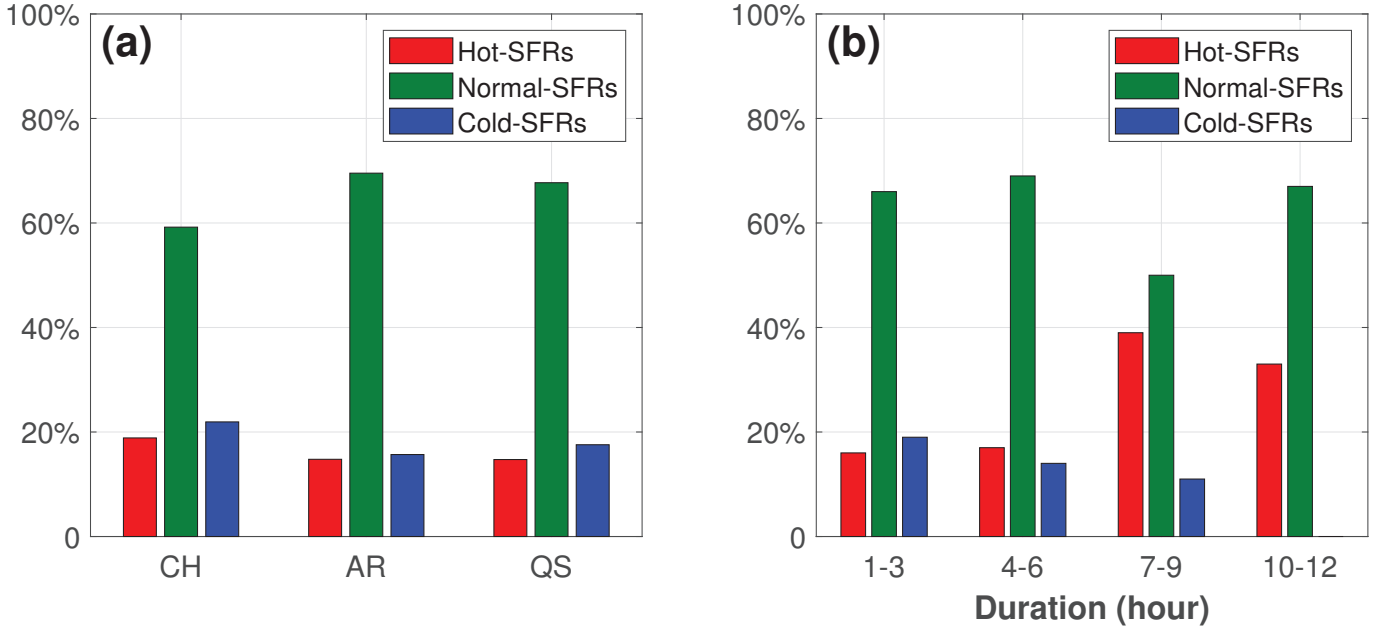 (a)
100%
80%
60%
40%
20%
0
Hot-SFRs
Normal-SFRs
Cold-SFRs
CH AR QS
(b)
100%
80%
60%
40%
20%
0
Hot-SFRs
Normal-SFRs
Cold-SFRs
1-3 4-6 7-9 10-12
Duration (hour)